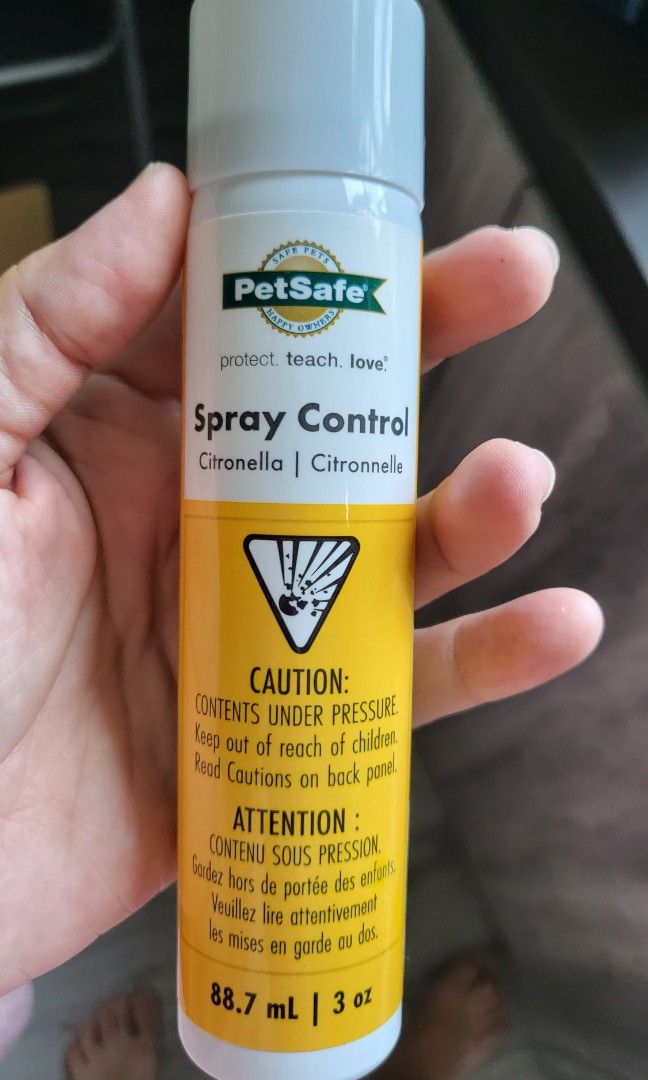 SAFE PETS
PetSafe®
HAPPY OWNERS
protect. teach. love.®
Spray Control
Citronella | Citronnelle
CAUTION:
CONTENTS UNDER PRESSURE.
Keep out of reach of children.
Read Cautions on back panel.
ATTENTION :
CONTENU SOUS PRESSION.
Gardez hors de portée des enfants.
Veuillez lire attentivement
les mises en garde au dos.
88.7 mL | 3 oz